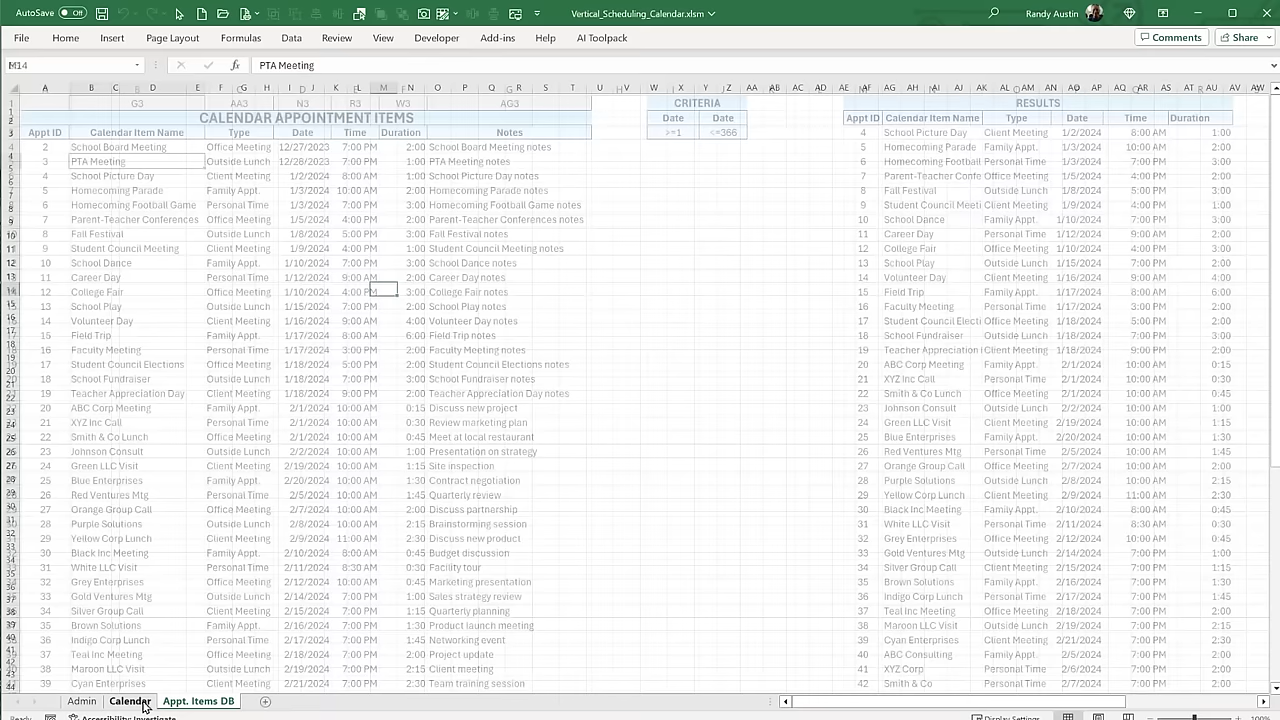 AutoSave Off Vertical_Scheduling_Calendar.xlsm Randy Austin
File Home Insert Page Layout Formulas Data Review View Developer Add-ins Help AI Toolpack Comments Share
M14 fx PTA Meeting
G3 AA3 N3 R3 W3 AG3 CRITERIA RESULTS
CALENDAR APPOINTMENT ITEMS Date Date Appt ID Calendar Item Name Type Date Time Duration
Appt ID Calendar Item Name Type Date Time Duration Notes >=1 <=366 4 School Picture Day Client Meeting 1/2/2024 8:00 AM 1:00
2 School Board Meeting Office Meeting 12/27/2023 7:00 PM 2:00 School Board Meeting notes 5 Homecoming Parade Family Appt. 1/3/2024 10:00 AM 2:00
3 PTA Meeting Outside Lunch 12/28/2023 7:00 PM 1:00 PTA Meeting notes 6 Homecoming Football Personal Time 1/3/2024 7:00 PM 3:00
4 School Picture Day Client Meeting 1/2/2024 8:00 AM 1:00 School Picture Day notes 7 Parent-Teacher Confe Office Meeting 1/5/2024 4:00 PM 2:00
5 Homecoming Parade Family Appt. 1/3/2024 10:00 AM 2:00 Homecoming Parade notes 8 Fall Festival Outside Lunch 1/8/2024 5:00 PM 3:00
6 Homecoming Football Game Personal Time 1/3/2024 7:00 PM 3:00 Homecoming Football Game notes 9 Student Council Meeti Client Meeting 1/9/2024 4:00 PM 1:00
7 Parent-Teacher Conferences Office Meeting 1/5/2024 4:00 PM 2:00 Parent-Teacher Conferences notes 10 School Dance Family Appt. 1/10/2024 7:00 PM 3:00
8 Fall Festival Outside Lunch 1/8/2024 5:00 PM 3:00 Fall Festival notes 11 Career Day Personal Time 1/12/2024 9:00 AM 2:00
9 Student Council Meeting Client Meeting 1/9/2024 4:00 PM 1:00 Student Council Meeting notes 12 College Fair Office Meeting 1/10/2024 4:00 PM 3:00
10 School Dance Family Appt. 1/10/2024 7:00 PM 3:00 School Dance notes 13 School Play Outside Lunch 1/15/2024 7:00 PM 2:00
11 Career Day Personal Time 1/12/2024 9:00 AM 2:00 Career Day notes 14 Volunteer Day Client Meeting 1/16/2024 9:00 AM 4:00
12 College Fair Office Meeting 1/10/2024 4:00 PM 3:00 College Fair notes 15 Field Trip Family Appt. 1/17/2024 8:00 AM 6:00
13 School Play Outside Lunch 1/15/2024 7:00 PM 2:00 School Play notes 16 Faculty Meeting Personal Time 1/17/2024 3:00 PM 2:00
14 Volunteer Day Client Meeting 1/16/2024 9:00 AM 4:00 Volunteer Day notes 17 Student Council Electi Office Meeting 1/18/2024 5:00 PM 2:00
15 Field Trip Family Appt. 1/17/2024 8:00 AM 6:00 Field Trip notes 18 School Fundraiser Outside Lunch 1/18/2024 7:00 PM 3:00
16 Faculty Meeting Personal Time 1/17/2024 3:00 PM 2:00 Faculty Meeting notes 19 Teacher Appreciation Client Meeting 1/18/2024 9:00 PM 2:00
17 Student Council Elections Office Meeting 1/18/2024 5:00 PM 2:00 Student Council Elections notes 20 ABC Corp Meeting Family Appt. 2/1/2024 10:00 AM 0:15
18 School Fundraiser Outside Lunch 1/18/2024 7:00 PM 3:00 School Fundraiser notes 21 XYZ Inc Call Personal Time 2/1/2024 10:00 AM 0:30
19 Teacher Appreciation Day Client Meeting 1/18/2024 9:00 PM 2:00 Teacher Appreciation Day notes 22 Smith & Co Lunch Office Meeting 2/1/2024 10:00 AM 0:45
20 ABC Corp Meeting Family Appt. 2/1/2024 10:00 AM 0:15 Discuss new project 23 Johnson Consult Outside Lunch 2/2/2024 10:00 AM 1:00
21 XYZ Inc Call Personal Time 2/1/2024 10:00 AM 0:30 Review marketing plan 24 Green LLC Visit Client Meeting 2/19/2024 10:00 AM 1:15
22 Smith & Co Lunch Office Meeting 2/1/2024 10:00 AM 0:45 Meet at local restaurant 25 Blue Enterprises Family Appt. 2/20/2024 10:00 AM 1:30
23 Johnson Consult Outside Lunch 2/2/2024 10:00 AM 1:00 Presentation on strategy 26 Red Ventures Mtg Personal Time 2/5/2024 10:00 AM 1:45
24 Green LLC Visit Client Meeting 2/19/2024 10:00 AM 1:15 Site inspection 27 Orange Group Call Office Meeting 2/7/2024 10:00 AM 2:00
25 Blue Enterprises Family Appt. 2/20/2024 10:00 AM 1:30 Contract negotiation 28 Purple Solutions Outside Lunch 2/8/2024 10:00 AM 2:15
26 Red Ventures Mtg Personal Time 2/5/2024 10:00 AM 1:45 Quarterly review 29 Yellow Corp Lunch Client Meeting 2/9/2024 11:00 AM 2:30
27 Orange Group Call Office Meeting 2/7/2024 10:00 AM 2:00 Discuss partnership 30 Black Inc Meeting Family Appt. 2/10/2024 8:00 AM 0:45
28 Purple Solutions Outside Lunch 2/8/2024 10:00 AM 2:15 Brainstorming session 31 White LLC Visit Personal Time 2/11/2024 8:30 AM 0:30
29 Yellow Corp Lunch Client Meeting 2/9/2024 11:00 AM 2:30 Discuss new product 32 Grey Enterprises Office Meeting 2/12/2024 10:00 AM 0:45
30 Black Inc Meeting Family Appt. 2/10/2024 8:00 AM 0:45 Budget discussion 33 Gold Ventures Mtg Outside Lunch 2/14/2024 7:00 PM 1:00
31 White LLC Visit Personal Time 2/11/2024 8:30 AM 0:30 Facility tour 34 Silver Group Call Client Meeting 2/15/2024 7:00 PM 1:15
32 Grey Enterprises Office Meeting 2/12/2024 10:00 AM 0:45 Marketing presentation 35 Brown Solutions Family Appt. 2/16/2024 7:00 PM 1:30
33 Gold Ventures Mtg Outside Lunch 2/14/2024 7:00 PM 1:00 Sales strategy review 36 Indigo Corp Lunch Personal Time 2/17/2024 7:00 PM 1:45
34 Silver Group Call Client Meeting 2/15/2024 7:00 PM 1:15 Quarterly planning 37 Teal Inc Meeting Office Meeting 2/18/2024 7:00 PM 2:00
35 Brown Solutions Family Appt. 2/16/2024 7:00 PM 1:30 Product launch meeting 38 Maroon LLC Visit Outside Lunch 2/19/2024 7:00 PM 2:15
36 Indigo Corp Lunch Personal Time 2/17/2024 7:00 PM 1:45 Networking event 39 Cyan Enterprises Client Meeting 2/21/2024 7:00 PM 2:30
37 Teal Inc Meeting Office Meeting 2/18/2024 7:00 PM 2:00 Project update 40 ABC Consulting Family Appt. 2/5/2024 7:00 PM 2:00
38 Maroon LLC Visit Outside Lunch 2/19/2024 7:00 PM 2:15 Client meeting 41 XYZ Corp Personal Time 2/6/2024 7:00 PM 2:00
39 Cyan Enterprises Client Meeting 2/21/2024 7:00 PM 2:30 Team training session 42 Smith & Co Office Meeting 2/7/2024 7:00 PM 2:00
Admin Calendar Appt. Items DB
Ready Accessibility: Investigate Display Settings 100%